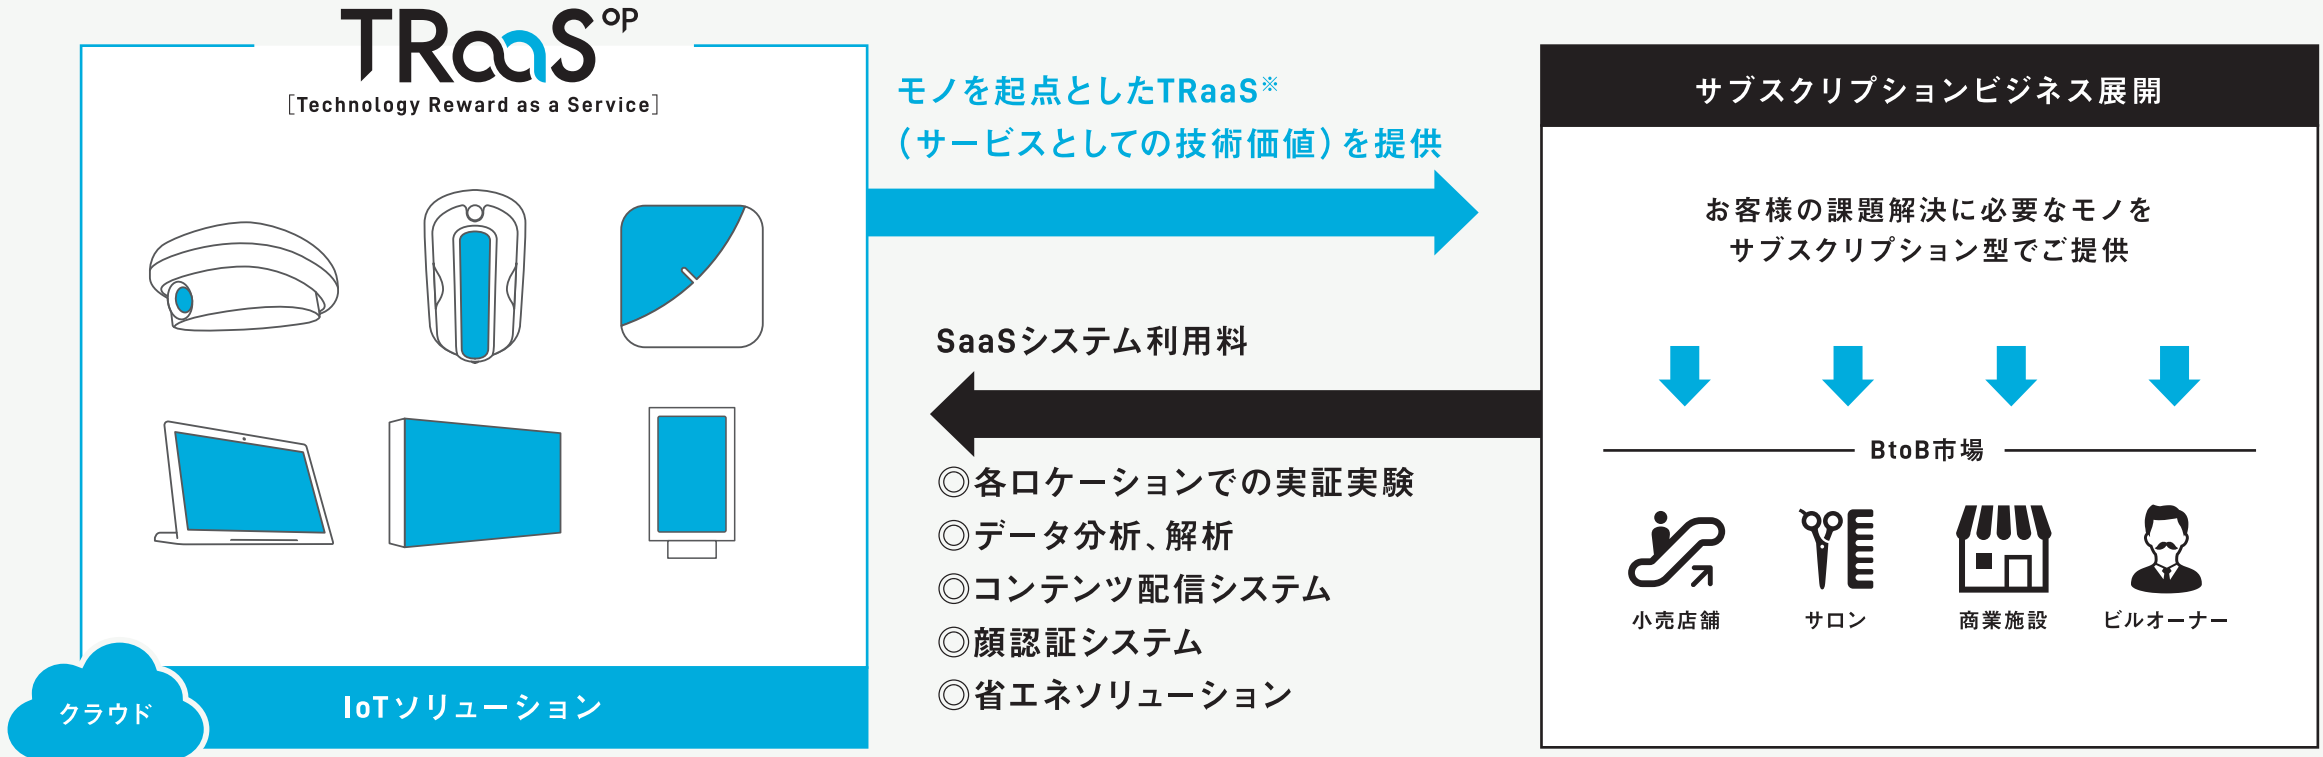 TRaaS OP
[Technology Reward as a Service]
クラウド
IoTソリューション
モノを起点としたTRaaS※
（サービスとしての技術価値）を提供
SaaSシステム利用料
◎各ロケーションでの実証実験
◎データ分析、解析
◎コンテンツ配信システム
◎顔認証システム
◎省エネソリューション
サブスクリプションビジネス展開
お客様の課題解決に必要なモノを
サブスクリプション型でご提供
BtoB市場
小売店舗
サロン
商業施設
ビルオーナー